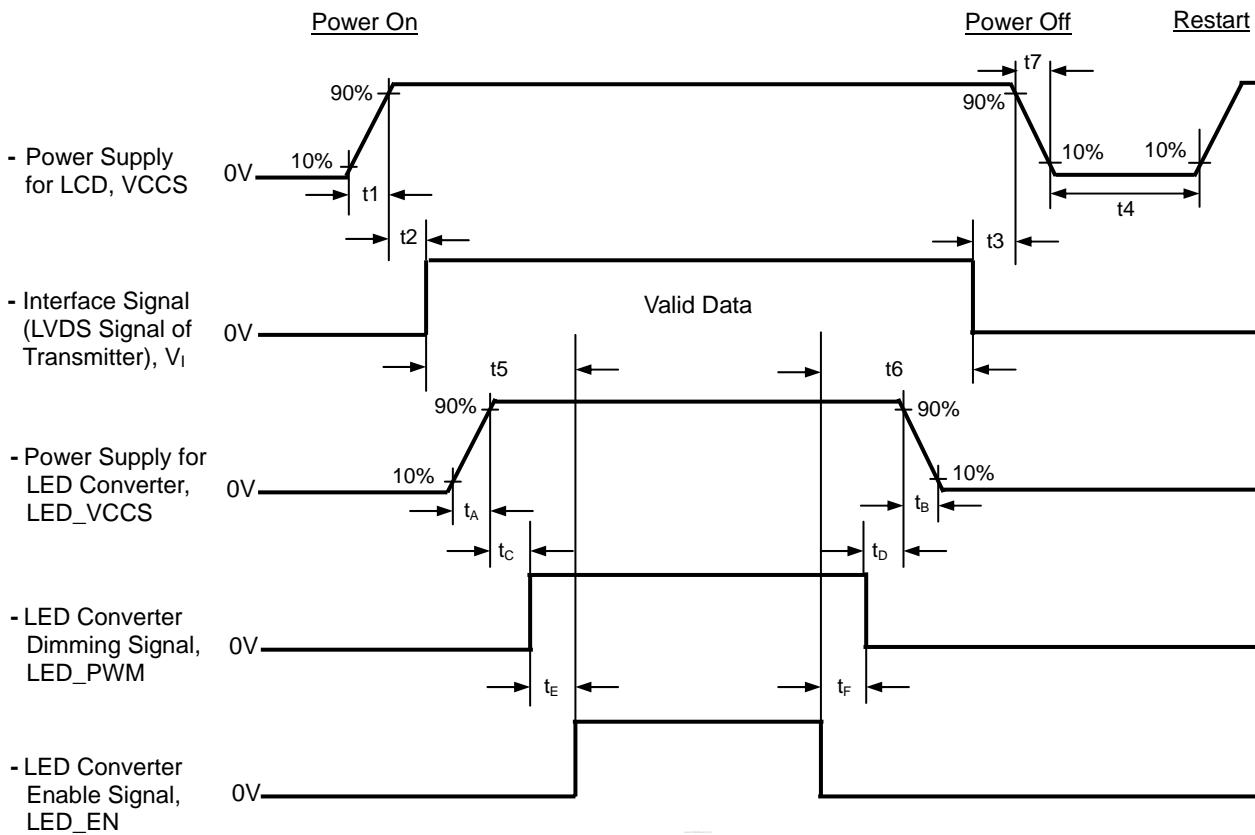 Power On
Power Off
Restart
t7
90%
90%
- Power Supply
for LCD, VCCS
0V
10%
10%
10%
t1
t4
t2
t3
- Interface Signal
(LVDS Signal of
Transmitter), VI
0V
Valid Data
t5
t6
90%
90%
- Power Supply for
LED Converter,
LED_VCCS
0V
10%
10%
tA
tB
tC
tD
- LED Converter
Dimming Signal,
LED_PWM
0V
tE
tF
- LED Converter
Enable Signal,
LED_EN
0V